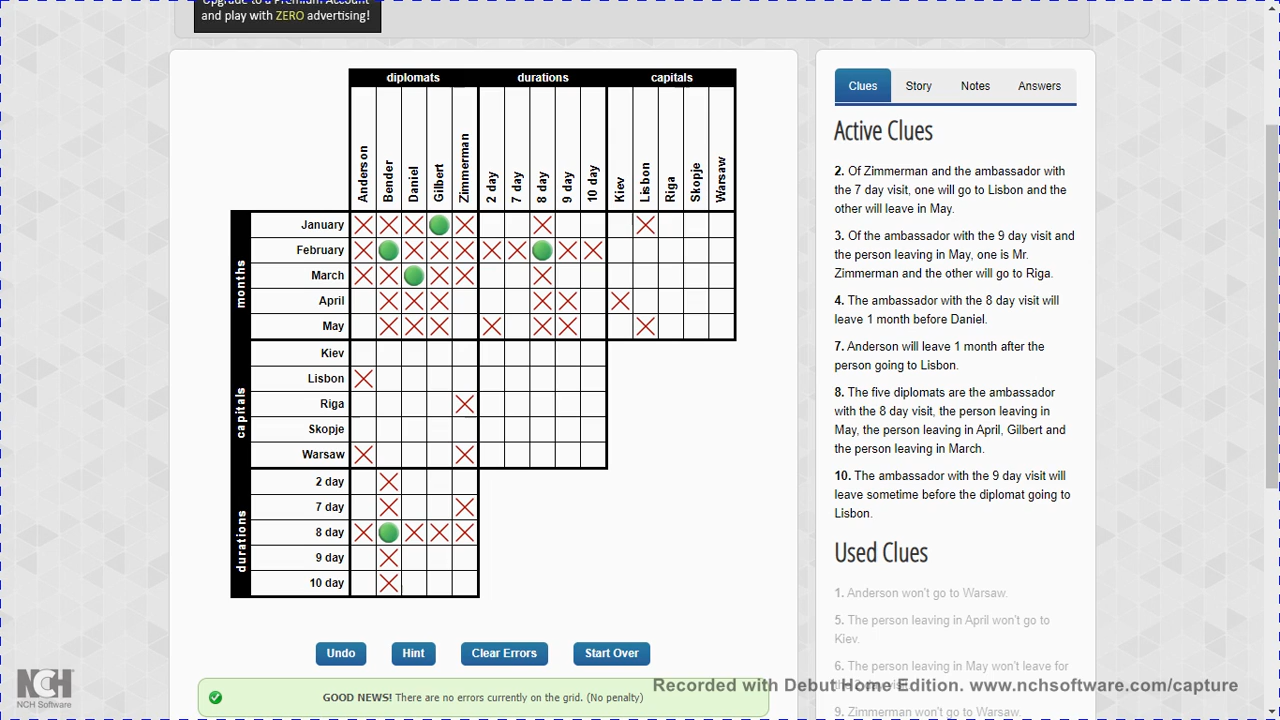 Upgrade to a Premium Account
and play with ZERO advertising!
diplomats durations capitals
Anderson Bender Daniel Gilbert Zimmerman 2 day 7 day 8 day 9 day 10 day Kiev Lisbon Riga Skopje Warsaw
months
January
February
March
April
May
capitals
Kiev
Lisbon
Riga
Skopje
Warsaw
durations
2 day
7 day
8 day
9 day
10 day
Undo Hint Clear Errors Start Over
GOOD NEWS! There are no errors currently on the grid. (No penalty)
Clues Story Notes Answers
Active Clues
2. Of Zimmerman and the ambassador with
the 7 day visit, one will go to Lisbon and the
other will leave in May.
3. Of the ambassador with the 9 day visit and
the person leaving in May, one is Mr.
Zimmerman and the other will go to Riga.
4. The ambassador with the 8 day visit will
leave 1 month before Daniel.
7. Anderson will leave 1 month after the
person going to Lisbon.
8. The five diplomats are the ambassador
with the 8 day visit, the person leaving in
May, the person leaving in April, Gilbert and
the person leaving in March.
10. The ambassador with the 9 day visit will
leave sometime before the diplomat going to
Lisbon.
Used Clues
1. Anderson won't go to Warsaw.
5. The person leaving in April won't go to
Kiev.
6. The person leaving in May won't leave for
9. Zimmerman won't go to Warsaw.
NCH
NCH Software
Recorded with Debut Home Edition. www.nchsoftware.com/capture